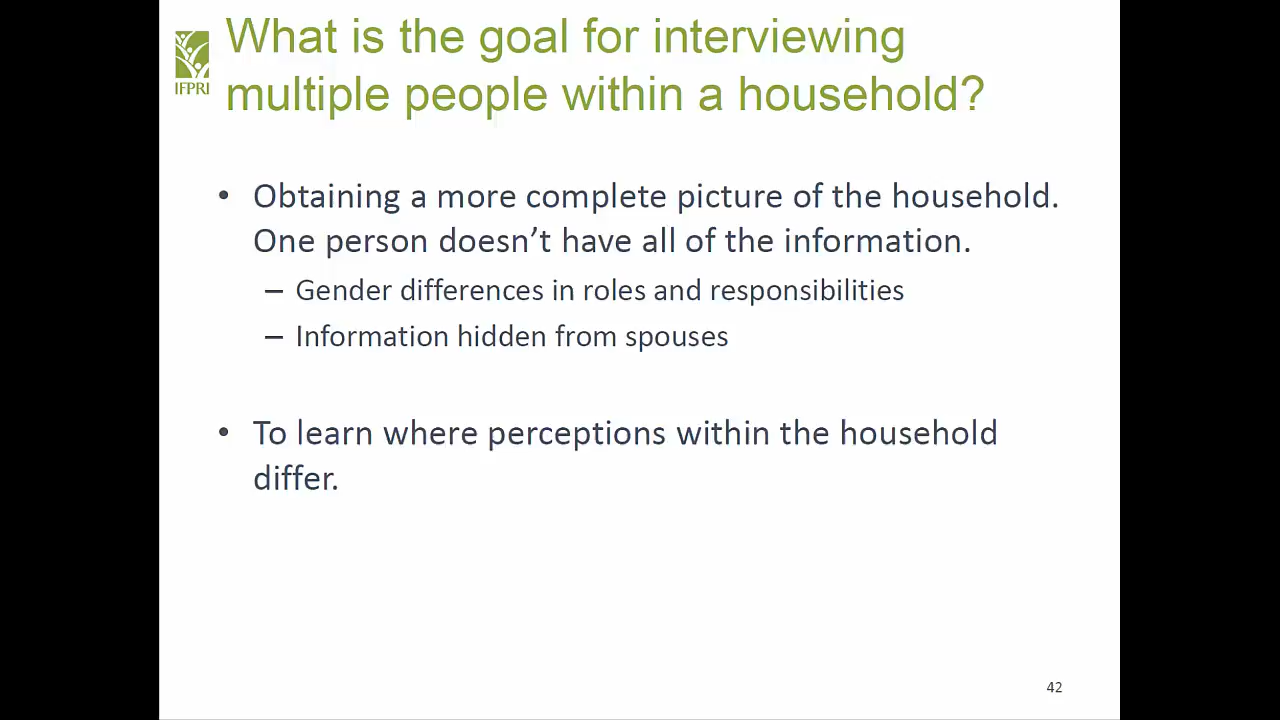 What is the goal for interviewing
multiple people within a household?
IFPRI
• Obtaining a more complete picture of the household.
One person doesn’t have all of the information.
– Gender differences in roles and responsibilities
– Information hidden from spouses
• To learn where perceptions within the household
differ.
42